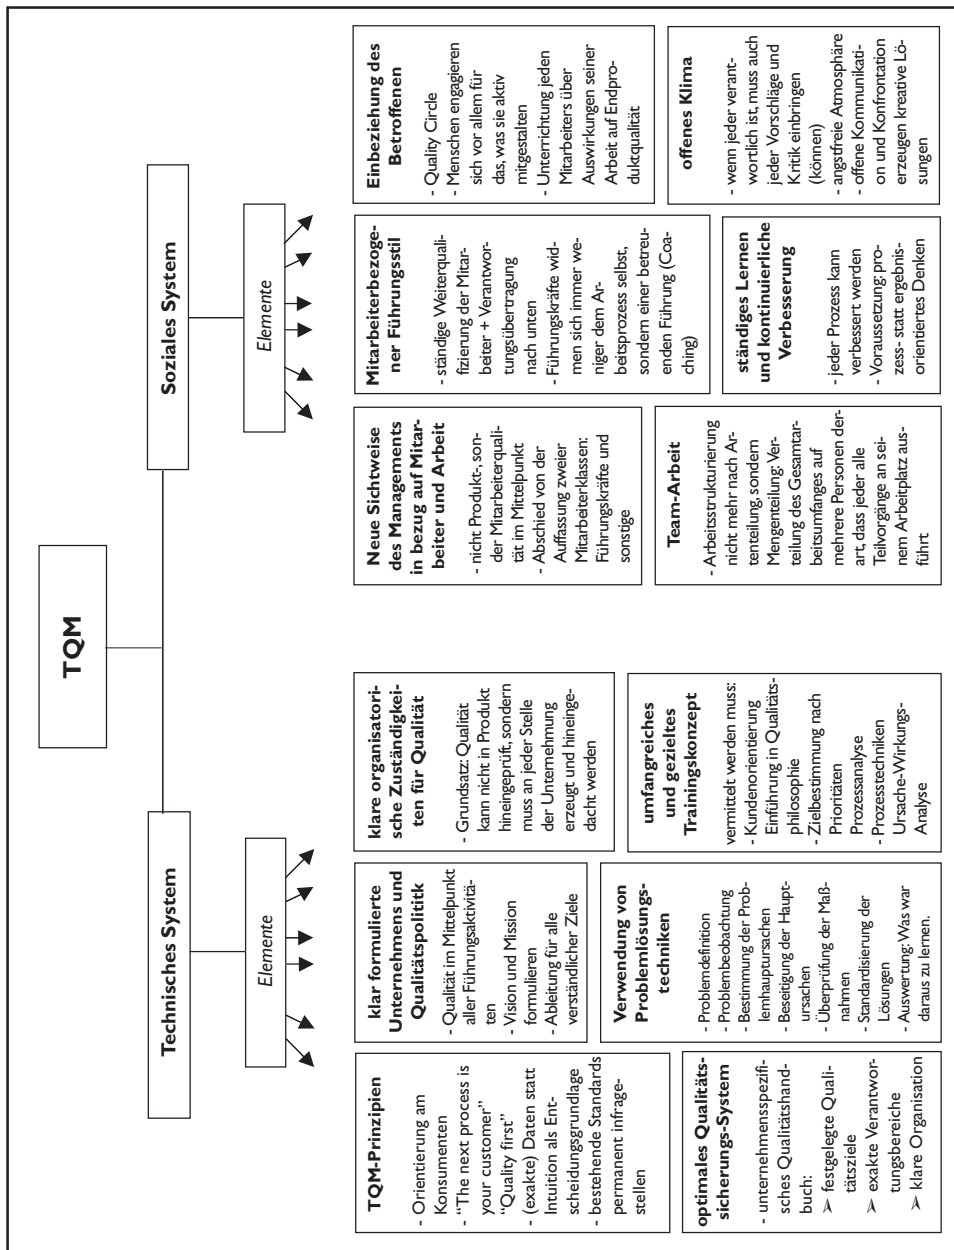 TQM
Technisches System
Soziales System
Elemente
Elemente
TQM-Prinzipien
- Orientierung am
Konsumenten
- “The next process is
your customer”
“Quality first”
- (exakte) Daten statt
Intuition als Ent-
scheidungsgrundlage
- bestehende Standards
permanent infrage-
stellen
klar formulierte
Unternehmens und
Qualitätspolititk
- Qualität im Mittelpunkt
aller Führungsaktivitä-
ten
- Vision und Mission
formulieren
- Ableitung für alle
verständlicher Ziele
klare organisatori-
sche Zuständigkei-
ten für Qualität
- Grundsatz: Qualität
kann nicht in Produkt
hineingeprüft, sondern
muss an jeder Stelle
der Unternehmung
erzeugt und hineinge-
dacht werden
Neue Sichtweise
des Managements
in bezug auf Mitar-
beiter und Arbeit
- nicht Produkt-, son-
der Mitarbeiterquali-
tät im Mittelpunkt
- Abschied von der
Auffassung zweier
Mitarbeiterklassen:
Führungskräfte und
sonstige
Mitarbeiterbezoge-
ner Führungsstil
- ständige Weiterquali-
fizierung der Mitar-
beiter + Verantwor-
tungsübertragung
nach unten
- Führungskräfte wid-
men sich immer we-
niger dem Ar-
beitsprozess selbst,
sondern einer betreu-
enden Führung (Coa-
ching)
Einbeziehung des
Betroffenen
- Quality Circle
- Menschen engagieren
sich vor allem für
das, was sie aktiv
mitgestalten
- Unterrichtung jeden
Mitarbeiters über
Auswirkungen seiner
Arbeit auf Endpro-
duktqualität
optimales Qualitäts-
sicherungs-System
- unternehmensspezifi-
sches Qualitätshand-
buch:
➢ festgelegte Quali-
tätsziele
➢ exakte Verantwor-
tungsbereiche
➢ klare Organisation
Verwendung von
Problemlösungs-
techniken
- Problemdefinition
- Problembeobachtung
- Bestimmung der Prob-
lemhauptursachen
- Beseitigung der Haupt-
ursachen
- Überprüfung der Maß-
nahmen
- Standardisierung der
Lösungen
- Auswertung: Was war
daraus zu lernen.
umfangreiches
und gezieltes
Trainingskonzept
vermittelt werden muss:
- Kundenorientierung
Einführung in Qualitäts-
philosophie
- Zielbestimmung nach
Prioritäten
Prozessanalyse
- Prozesstechniken
Ursache-Wirkungs-
Analyse
Team-Arbeit
- Arbeitsstrukturierung
nicht mehr nach Ar-
tenteilung, sondern
Mengenteilung: Ver-
teilung des Gesamtar-
beitsumfanges auf
mehrere Personen der-
art, dass jeder alle
Teilvorgänge an sei-
nem Arbeitplatz aus-
führt
ständiges Lernen
und kontinuierliche
Verbesserung
- jeder Prozess kann
verbessert werden
- Voraussetzung: pro-
zess- statt ergebnis-
orientiertes Denken
offenes Klima
- wenn jeder verant-
wortlich ist, muss auch
jeder Vorschläge und
Kritik einbringen
(können)
- angstfreie Atmosphäre
- offene Kommunikati-
on und Konfrontation
erzeugen kreative Lö-
sungen